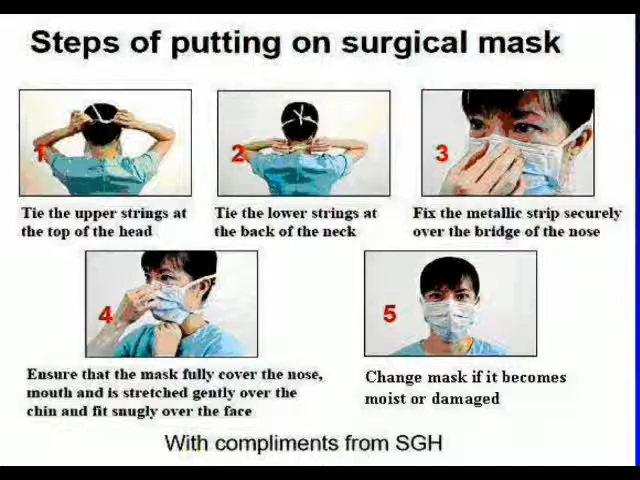 Steps of putting on surgical mask
1
2
3
Tie the upper strings at
the top of the head
Tie the lower strings at
the back of the neck
Fix the metallic strip securely
over the bridge of the nose
4
5
Ensure that the mask fully cover the nose,
mouth and is stretched gently over the
chin and fit snugly over the face
Change mask if it becomes
moist or damaged
With compliments from SGH